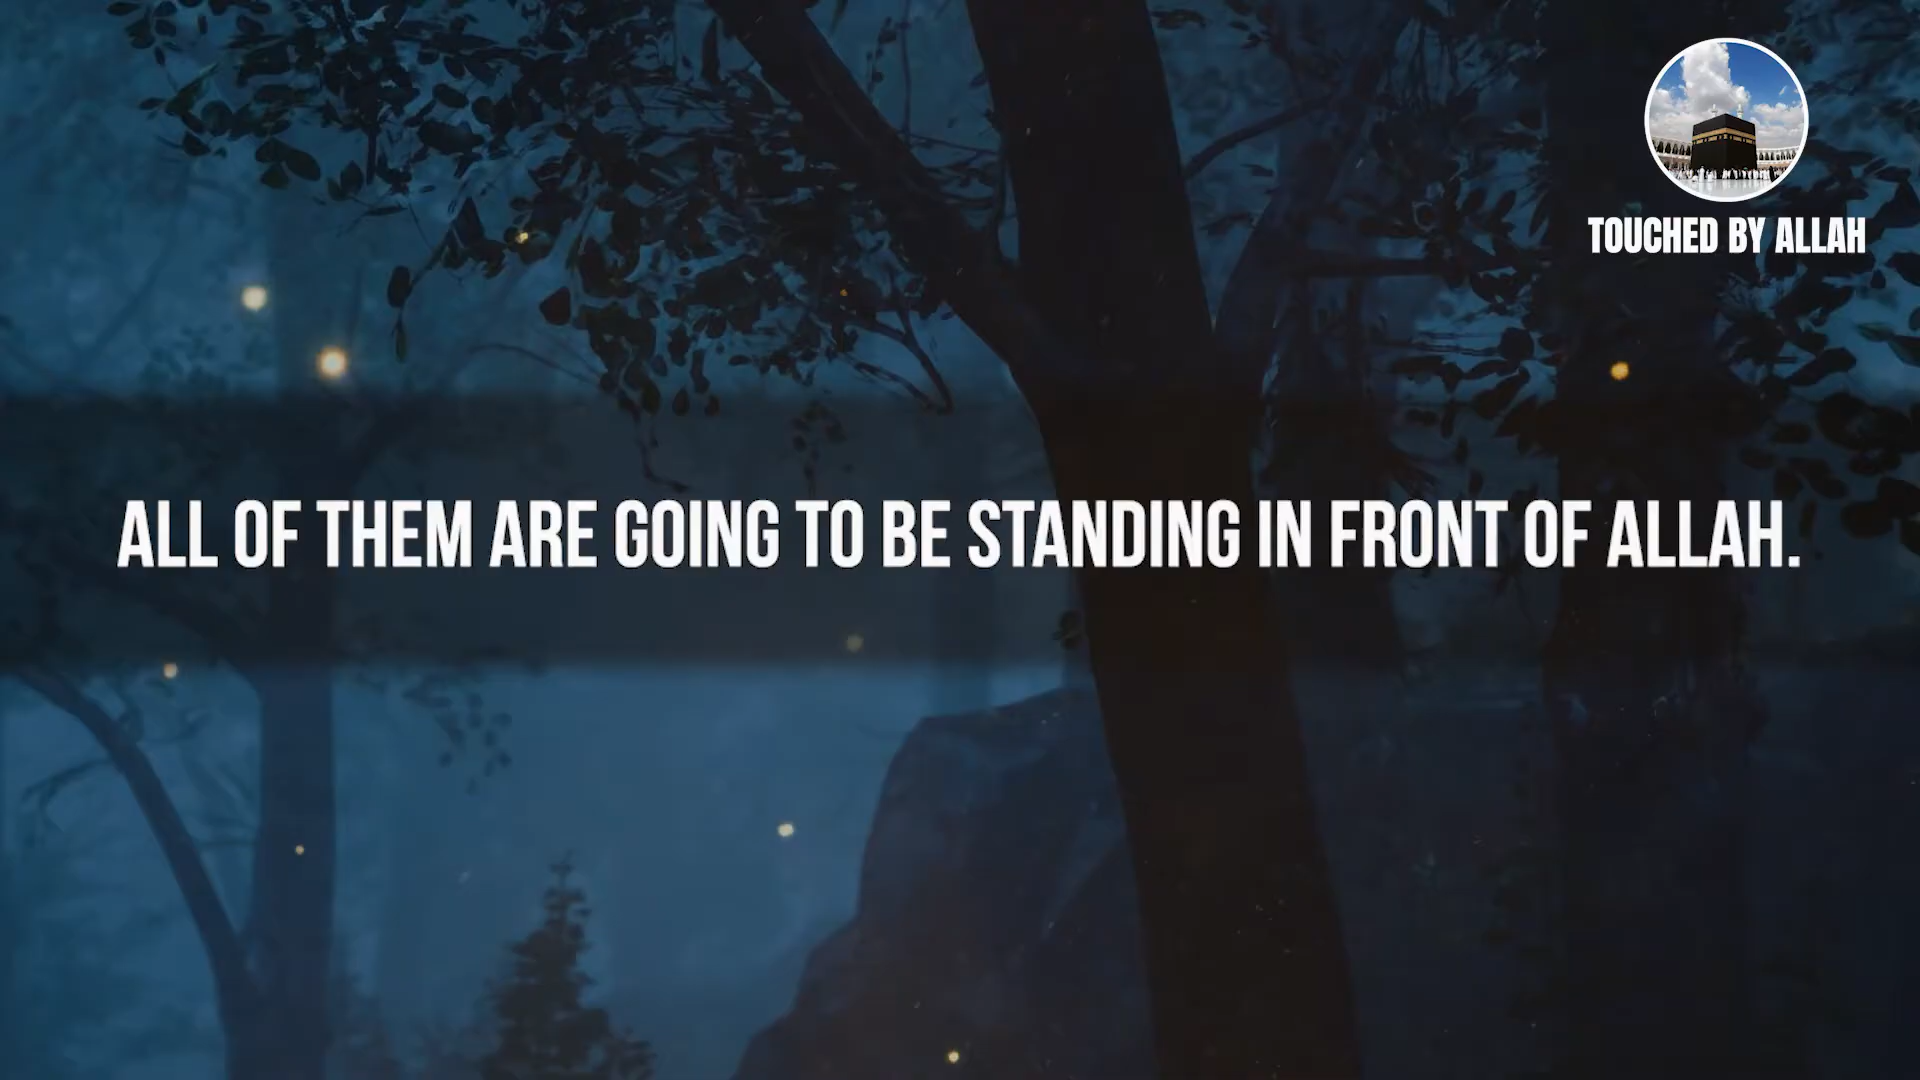 TOUCHED BY ALLAH
ALL OF THEM ARE GOING TO BE STANDING IN FRONT OF ALLAH.